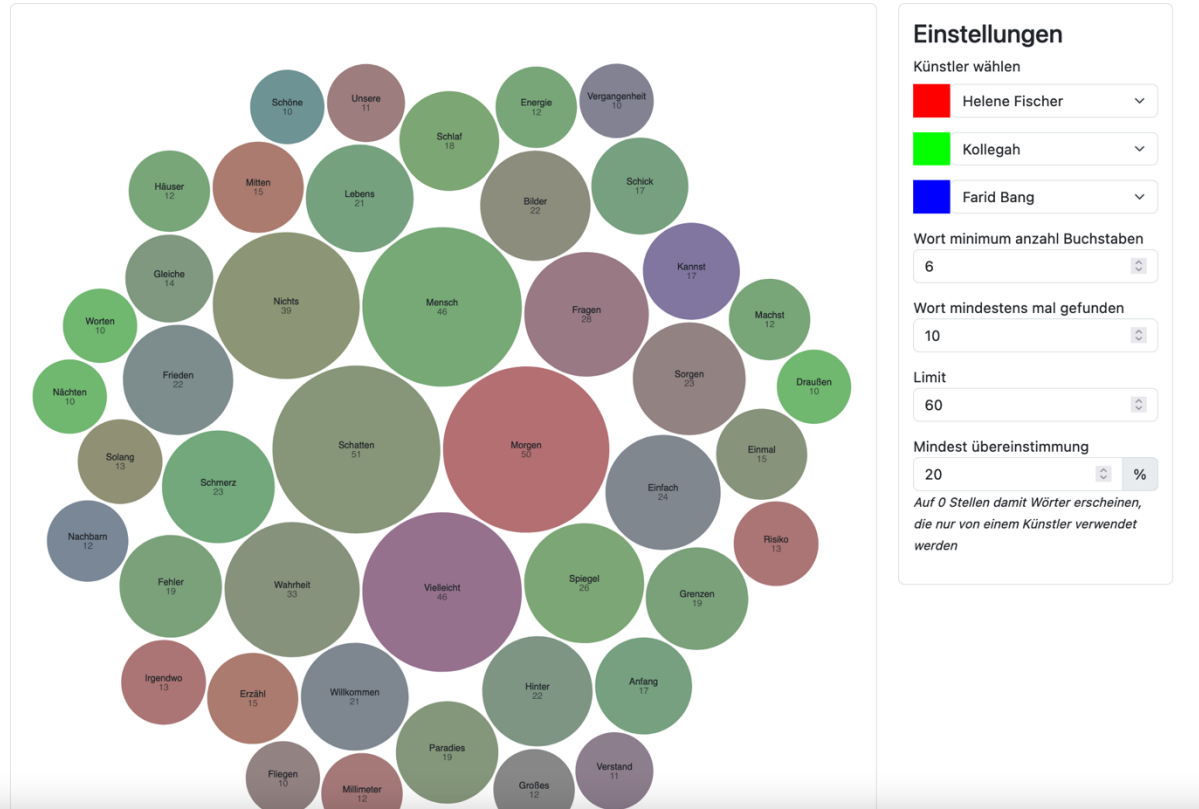 Schöne
10
Unsere
11
Schlaf
18
Energie
12
Vergangenheit
10
Häuser
12
Mitten
15
Lebens
21
Bilder
22
Schick
17
Gleiche
14
Nichts
39
Mensch
46
Fragen
28
Kannst
17
Worten
10
Machst
12
Frieden
22
Sorgen
23
Nächten
10
Draußen
10
Solang
13
Schatten
51
Morgen
50
Einmal
15
Schmerz
23
Einfach
24
Nachbarn
12
Risiko
13
Fehler
19
Wahrheit
33
Vielleicht
46
Spiegel
26
Grenzen
19
Irgendwo
13
Erzähl
15
Willkommen
21
Hinter
22
Anfang
17
Paradies
19
Fliegen
10
Millimeter
12
Großes
12
Verstand
11
Einstellungen
Künstler wählen
Helene Fischer
Kollegah
Farid Bang
Wort minimum anzahl Buchstaben
6
Wort mindestens mal gefunden
10
Limit
60
Mindest übereinstimmung
20 %
Auf 0 Stellen damit Wörter erscheinen,
die nur von einem Künstler verwendet
werden